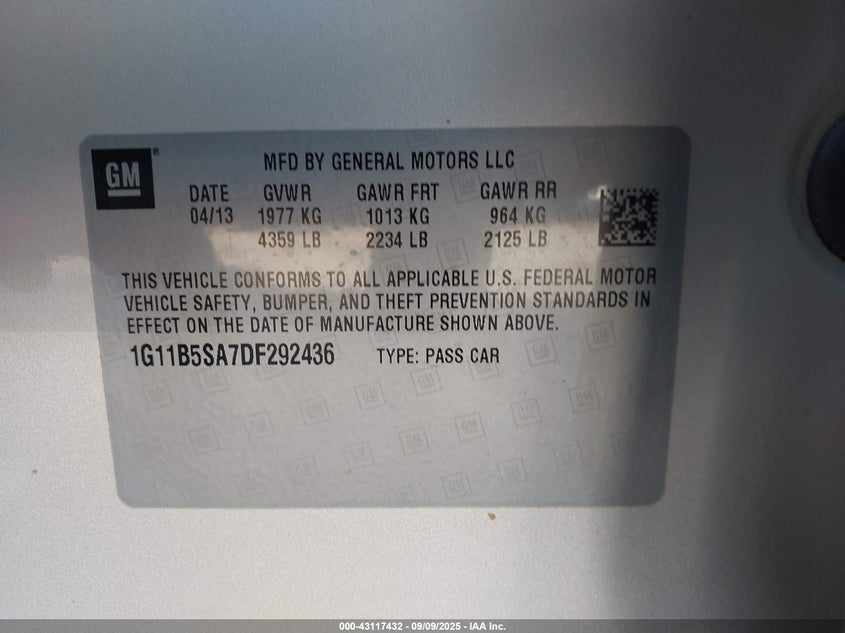 GM
MFD BY GENERAL MOTORS LLC
DATE GVWR GAWR FRT GAWR RR
04/13 1977 KG 1013 KG 964 KG
4359 LB 2234 LB 2125 LB
THIS VEHICLE CONFORMS TO ALL APPLICABLE U.S. FEDERAL MOTOR
VEHICLE SAFETY, BUMPER, AND THEFT PREVENTION STANDARDS IN
EFFECT ON THE DATE OF MANUFACTURE SHOWN ABOVE.
1G11B5SA7DF292436 TYPE: PASS CAR
000-43117432 - 09/09/2025 - IAA Inc.